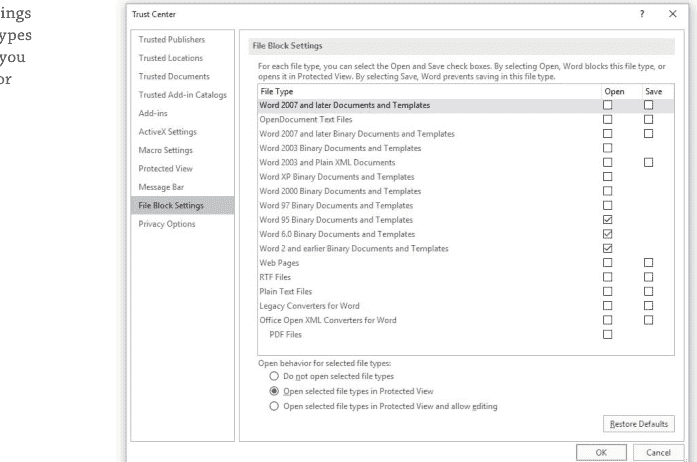 ings
ypes
you
or
Trust Center ? ×
Trusted Publishers
Trusted Locations
Trusted Documents
Trusted Add-in Catalogs
Add-ins
ActiveX Settings
Macro Settings
Protected View
Message Bar
File Block Settings
Privacy Options
File Block Settings
For each file type, you can select the Open and Save check boxes. By selecting Open, Word blocks this file type, or
opens it in Protected View. By selecting Save, Word prevents saving in this file type.
File Type Open Save
Word 2007 and later Documents and Templates
OpenDocument Text Files
Word 2007 and later Binary Documents and Templates
Word 2003 Binary Documents and Templates
Word 2003 and Plain XML Documents
Word XP Binary Documents and Templates
Word 2000 Binary Documents and Templates
Word 97 Binary Documents and Templates
Word 95 Binary Documents and Templates
Word 6.0 Binary Documents and Templates
Word 2 and earlier Binary Documents and Templates
Web Pages
RTF Files
Plain Text Files
Legacy Converters for Word
Office Open XML Converters for Word
PDF Files
Open behavior for selected file types:
Do not open selected file types
Open selected file types in Protected View
Open selected file types in Protected View and allow editing
Restore Defaults
OK Cancel